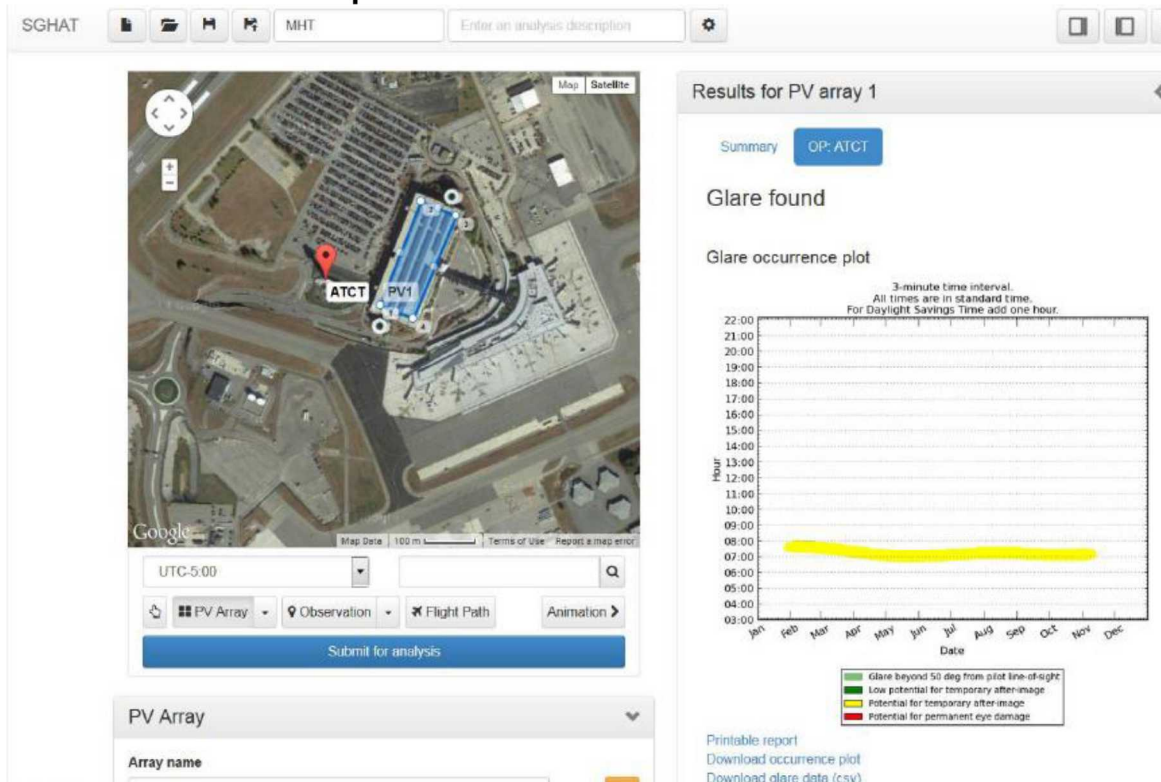 SGHAT
MHT
Enter an analysis description
Map Satellite
ATCT
PV1
2
3
1
4
Google
Map Data 100 m Terms of Use Report a map error
UTC-5:00
PV Array
Observation
Flight Path
Animation
Submit for analysis
PV Array
Array name
Results for PV array 1
Summary
OP: ATCT
Glare found
Glare occurrence plot
3-minute time interval.
All times are in standard time.
For Daylight Savings Time add one hour.
22:00
21:00
20:00
19:00
18:00
17:00
16:00
15:00
14:00
13:00
12:00
11:00
10:00
09:00
08:00
07:00
06:00
05:00
04:00
03:00
Hour
Jan Feb Mar Apr May Jun Jul Aug Sep Oct Nov Dec
Date
Glare beyond 50 deg from pilot line-of-sight
Low potential for temporary after-image
Potential for temporary after-image
Potential for permanent eye damage
Printable report
Download occurrence plot
Download glare data (csv)